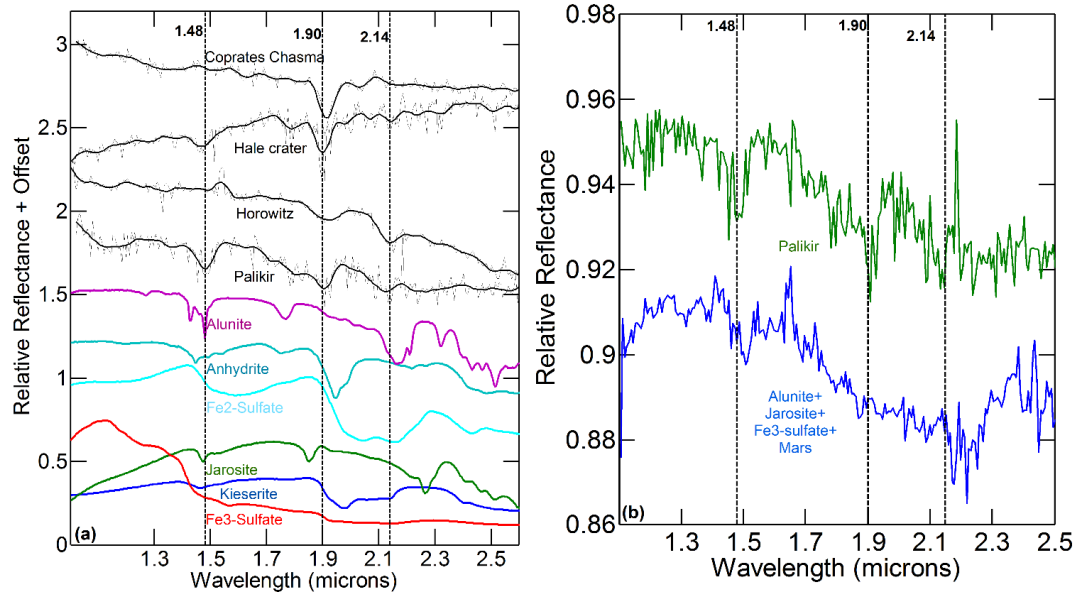 1.48
1.90
2.14
Coprates Chasma
Hale crater
Horowitz
Palikir
Alunite
Anhydrite
Fe2-Sulfate
Jarosite
Kieserite
Fe3-Sulfate
(a)
Relative Reflectance + Offset
3
2.5
2
1.5
1
0.5
0
1.3
1.5
1.7
1.9
2.1
2.3
2.5
Wavelength (microns)
1.48
1.90
2.14
Palikir
Alunite+
Jarosite+
Fe3-sulfate+
Mars
(b)
Relative Reflectance
0.98
0.96
0.94
0.92
0.9
0.88
0.86
1.3
1.5
1.7
1.9
2.1
2.3
2.5
Wavelength (microns)